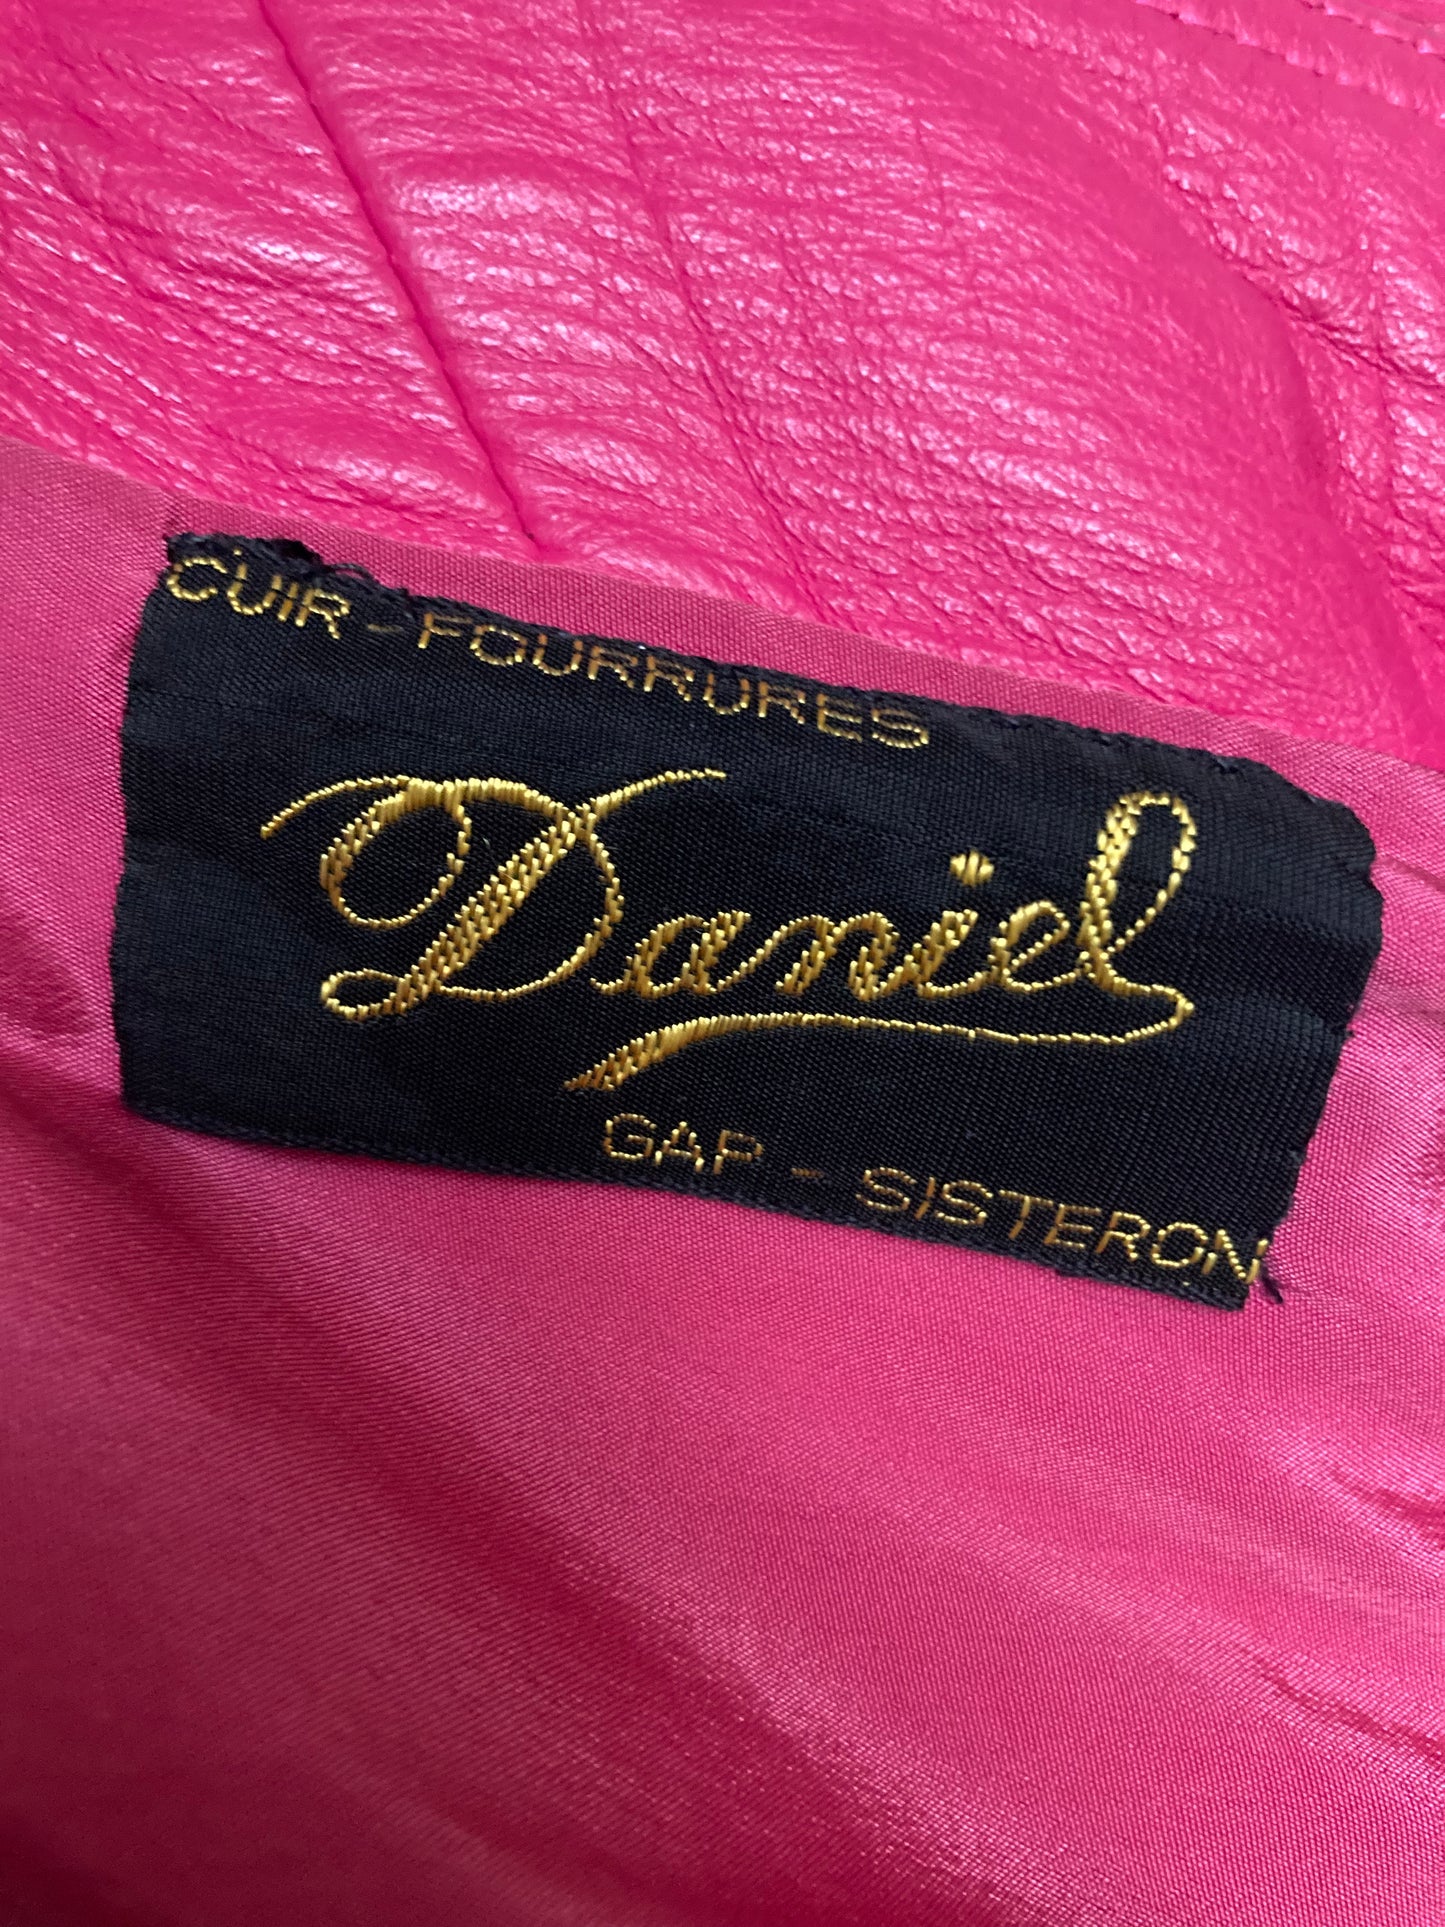 CUIR - FOURRURES
Daniel
GAP - SISTERON